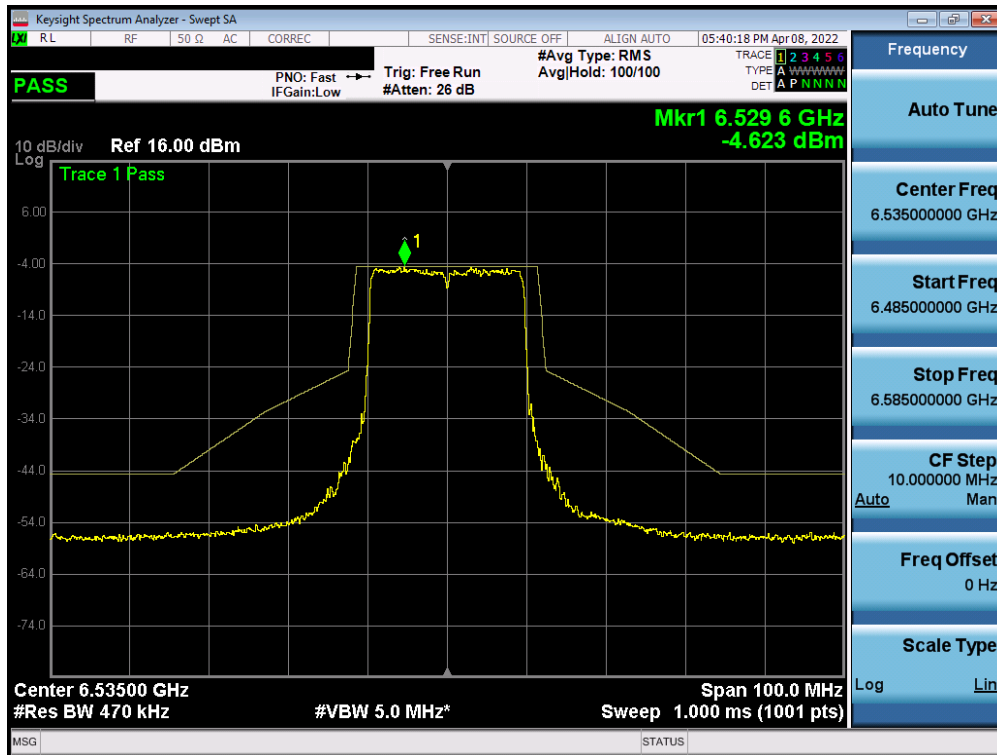 Keysight Spectrum Analyzer - Swept SA
LXI RL RF 50 Ω AC CORREC SENSE:INT SOURCE OFF ALIGN AUTO 05:40:18 PM Apr 08, 2022
PASS
PNO: Fast
IFGain:Low
Trig: Free Run
#Atten: 26 dB
#Avg Type: RMS
Avg|Hold: 100/100
TRACE 1 2 3 4 5 6
TYPE A WWWWW
DET A P N N N N
Mkr1 6.529 6 GHz
-4.623 dBm
10 dB/div Ref 16.00 dBm
Log
Trace 1 Pass
1
6.00
-4.00
-14.0
-24.0
-34.0
-44.0
-54.0
-64.0
-74.0
Center 6.53500 GHz Span 100.0 MHz
#Res BW 470 kHz #VBW 5.0 MHz* Sweep 1.000 ms (1001 pts)
MSG STATUS
Frequency
Auto Tune
Center Freq
6.535000000 GHz
Start Freq
6.485000000 GHz
Stop Freq
6.585000000 GHz
CF Step
10.000000 MHz
Auto Man
Freq Offset
0 Hz
Scale Type
Log Lin